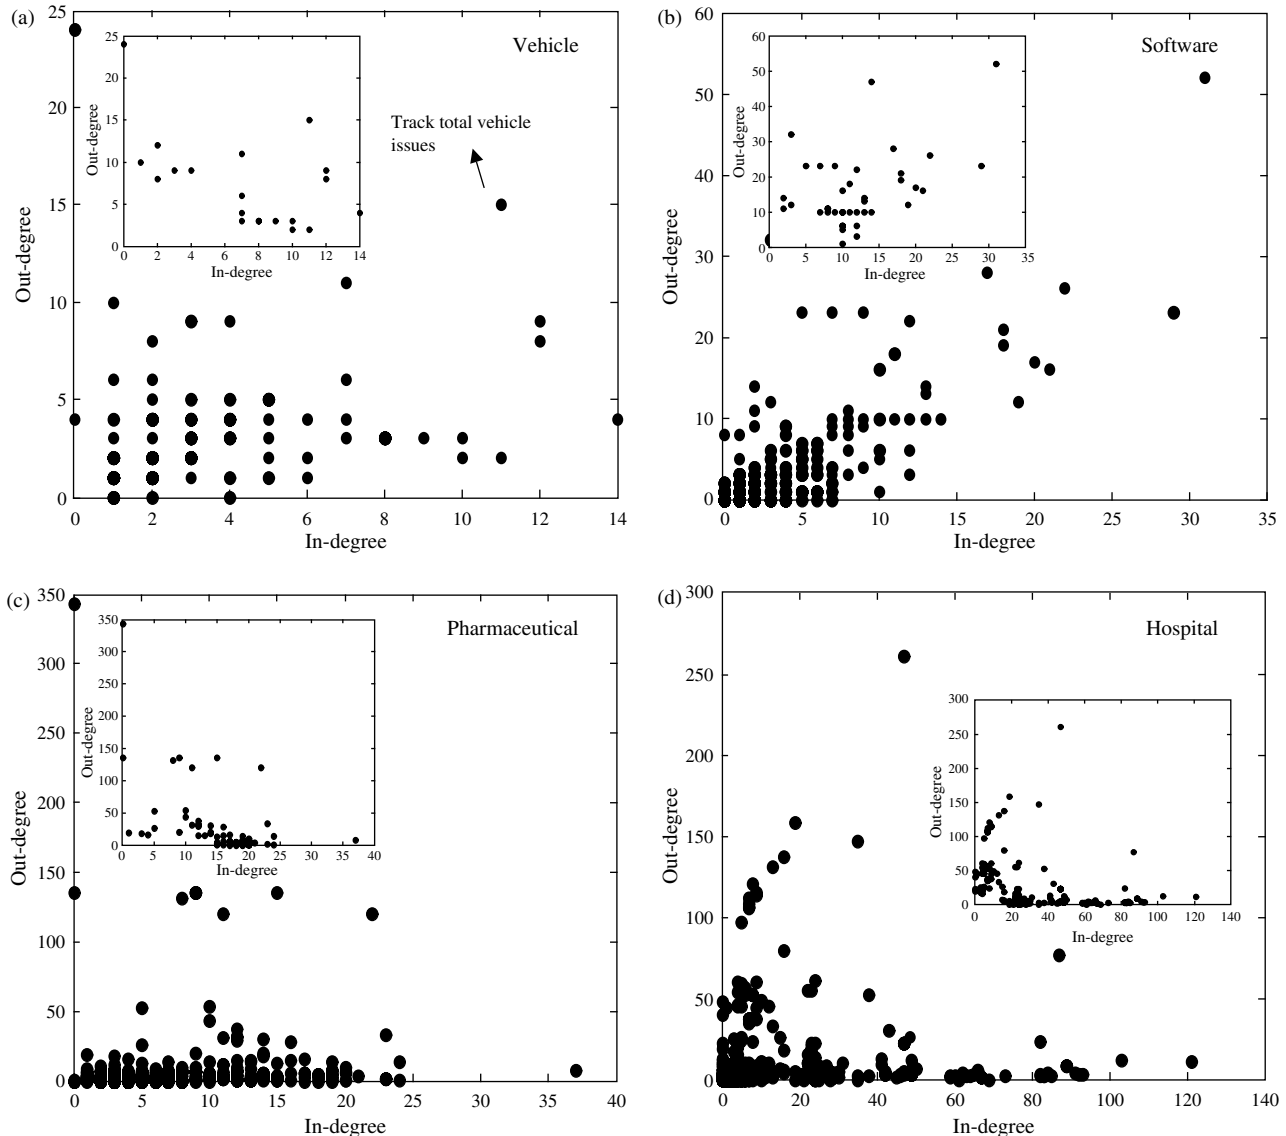 (a)
Vehicle
Out-degree
25
20
15
10
5
0
0 2 4 6 8 10 12 14
In-degree
25
20
15
10
5
0
Out-degree
0 2 4 6 8 10 12 14
In-degree
Track total vehicle
issues
(b)
Software
Out-degree
60
50
40
30
20
10
0
0 5 10 15 20 25 30 35
In-degree
60
50
40
30
20
10
0
Out-degree
0 5 10 15 20 25 30 35
In-degree
(c)
Pharmaceutical
Out-degree
350
300
250
200
150
100
50
0
0 5 10 15 20 25 30 35 40
In-degree
350
300
250
200
150
100
50
0
Out-degree
0 5 10 15 20 25 30 35 40
In-degree
(d)
Hospital
Out-degree
300
250
200
150
100
50
0
0 20 40 60 80 100 120 140
In-degree
300
250
200
150
100
50
0
Out-degree
0 20 40 60 80 100 120 140
In-degree